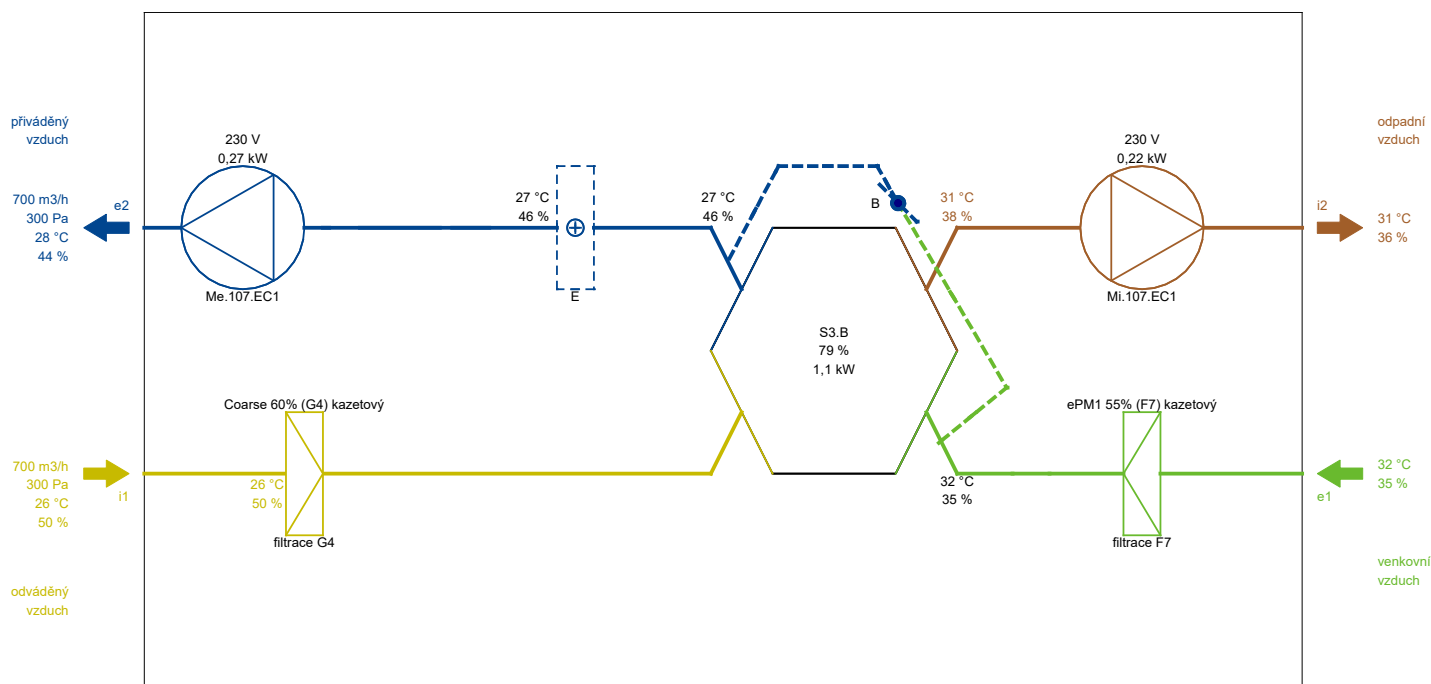 přiváděný
vzduch
230 V
0,27 kW
230 V
0,22 kW
odpadní
vzduch
700 m3/h
300 Pa
28 °C
44 %
e2
27 °C
46 %
27 °C
46 %
B
31 °C
38 %
i2
31 °C
36 %
Me.107.EC1
E
Mi.107.EC1
S3.B
79 %
1,1 kW
Coarse 60% (G4) kazetový
ePM1 55% (F7) kazetový
700 m3/h
300 Pa
26 °C
50 %
i1
26 °C
50 %
32 °C
35 %
32 °C
35 %
e1
filtrace G4
filtrace F7
odváděný
vzduch
venkovní
vzduch